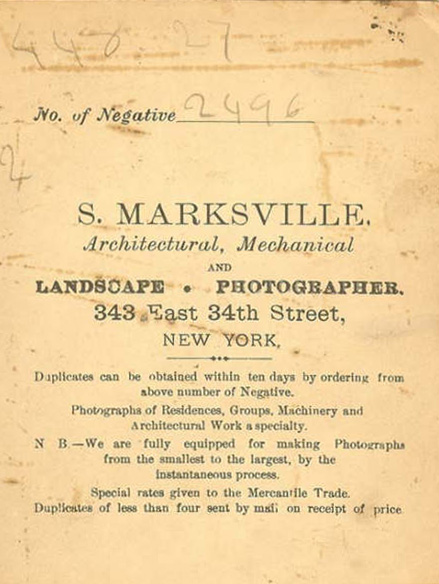 448 27
No. of Negative 2496
2
S. MARKSVILLE.
Architectural, Mechanical
AND
LANDSCAPE • PHOTOGRAPHER.
343 East 34th Street,
NEW YORK.
Duplicates can be obtained within ten days by ordering from
above number of Negative.
Photographs of Residences, Groups, Machinery and
Architectural Work a specialty.
N B.—We are fully equipped for making Photographs
from the smallest to the largest, by the
instantaneous process.
Special rates given to the Mercantile Trade.
Duplicates of less than four sent by mail on receipt of price